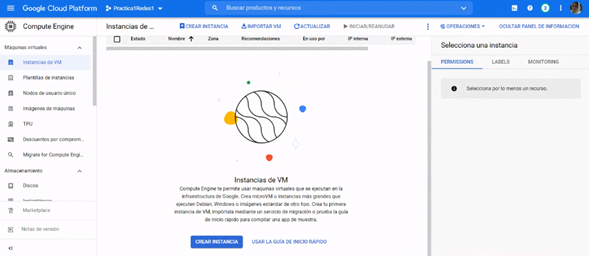 Google Cloud Platform
Practica1Redes1
Buscar productos y recursos
Compute Engine
Instancias de ...
CREAR INSTANCIA
IMPORTAR VM
ACTUALIZAR
INICIAR/REANUDAR
OPERACIONES
OCULTAR PANEL DE INFORMACIÓN
Máquinas virtuales
Instancias de VM
Plantillas de instancias
Nodos de usuario único
Imágenes de máquinas
TPU
Descuentos por comprom...
Migrate for Compute Engi...
Almacenamiento
Discos
Marketplace
Notas de versión
Estado
Nombre
Zona
Recomendaciones
En uso por
IP interna
IP externa
Instancias de VM
Compute Engine te permite usar máquinas virtuales que se ejecutan en la
infraestructura de Google. Crea microVM o instancias más grandes que
ejecuten Debian, Windows o imágenes estándar de otro tipo. Crea tu primera
instancia de VM, impórtala mediante un servicio de migración o prueba la guía
de inicio rápido para compilar una app de muestra.
CREAR INSTANCIA
USAR LA GUÍA DE INICIO RÁPIDO
Selecciona una instancia
PERMISSIONS
LABELS
MONITORING
Selecciona por lo menos un recurso.